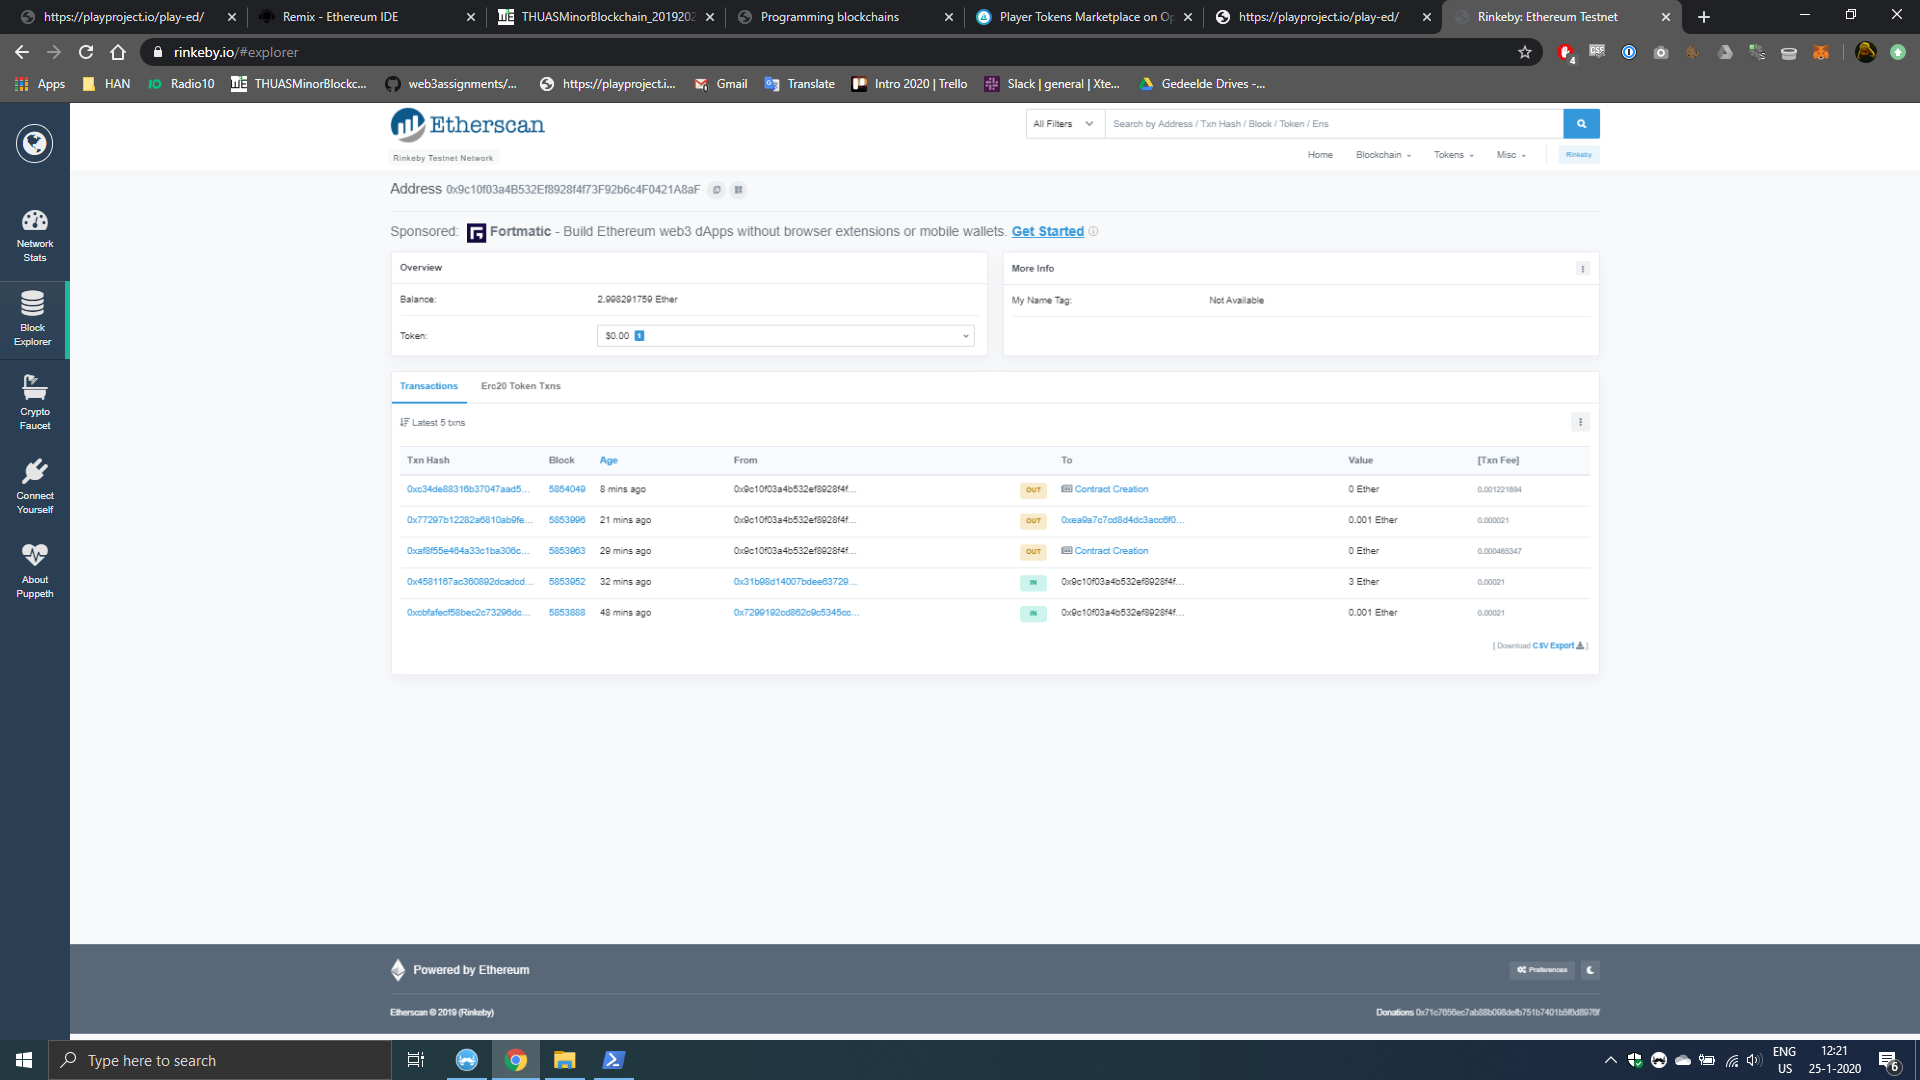 https://playproject.io/play-ed/
Remix - Ethereum IDE
THUASMinorBlockchain_2019202
Programming blockchains
Player Tokens Marketplace on Op
https://playproject.io/play-ed/
Rinkeby: Ethereum Testnet
rinkeby.io/#explorer
Apps
HAN
Radio10
THUASMinorBlockc...
web3assignments/...
https://playproject.i...
Gmail
Translate
Intro 2020 | Trello
Slack | general | Xte...
Gedeelde Drives -...
Network Stats
Block Explorer
Crypto Faucet
Connect Yourself
About Puppeth
Etherscan
Rinkeby Testnet Network
All Filters
Search by Address / Txn Hash / Block / Token / Ens
Home Blockchain Tokens Misc Rinkeby
Address 0x9c10f03a4B532Ef8928f4f73F92b6c4F0421A8aF
Sponsored: Fortmatic - Build Ethereum web3 dApps without browser extensions or mobile wallets. Get Started
Overview
Balance: 2.998291759 Ether
Token: $0.00 1
More Info
My Name Tag: Not Available
Transactions Erc20 Token Txns
Latest 5 txns
Txn Hash Block Age From To Value [Txn Fee]
0xc34de88316b37047aad5... 5854049 8 mins ago 0x9c10f03a4b532ef8928f4f... OUT Contract Creation 0 Ether 0.001221894
0x77297b12282a6810ab9fe... 5853996 21 mins ago 0x9c10f03a4b532ef8928f4f... OUT 0xea9a7c7cd8d4dc3acc6f0... 0.001 Ether 0.000021
0xaf8f55e464a33c1ba306c... 5853963 29 mins ago 0x9c10f03a4b532ef8928f4f... OUT Contract Creation 0 Ether 0.000465347
0x4581167ac360892dcadcd... 5853952 32 mins ago 0x31b98d14007bdee63729... IN 0x9c10f03a4b532ef8928f4f... 3 Ether 0.00021
0xcbfafecf58bec2c73296dc... 5853888 48 mins ago 0x7299192cd862c9c5345cc... IN 0x9c10f03a4b532ef8928f4f... 0.001 Ether 0.00021
[ Download CSV Export ]
Powered by Ethereum
Preferences
Etherscan © 2019 (Rinkeby)
Donations 0x71c7656ec7ab88b098defb751b7401b5f6d8976f
Type here to search
ENG
US
12:21
25-1-2020
6
4